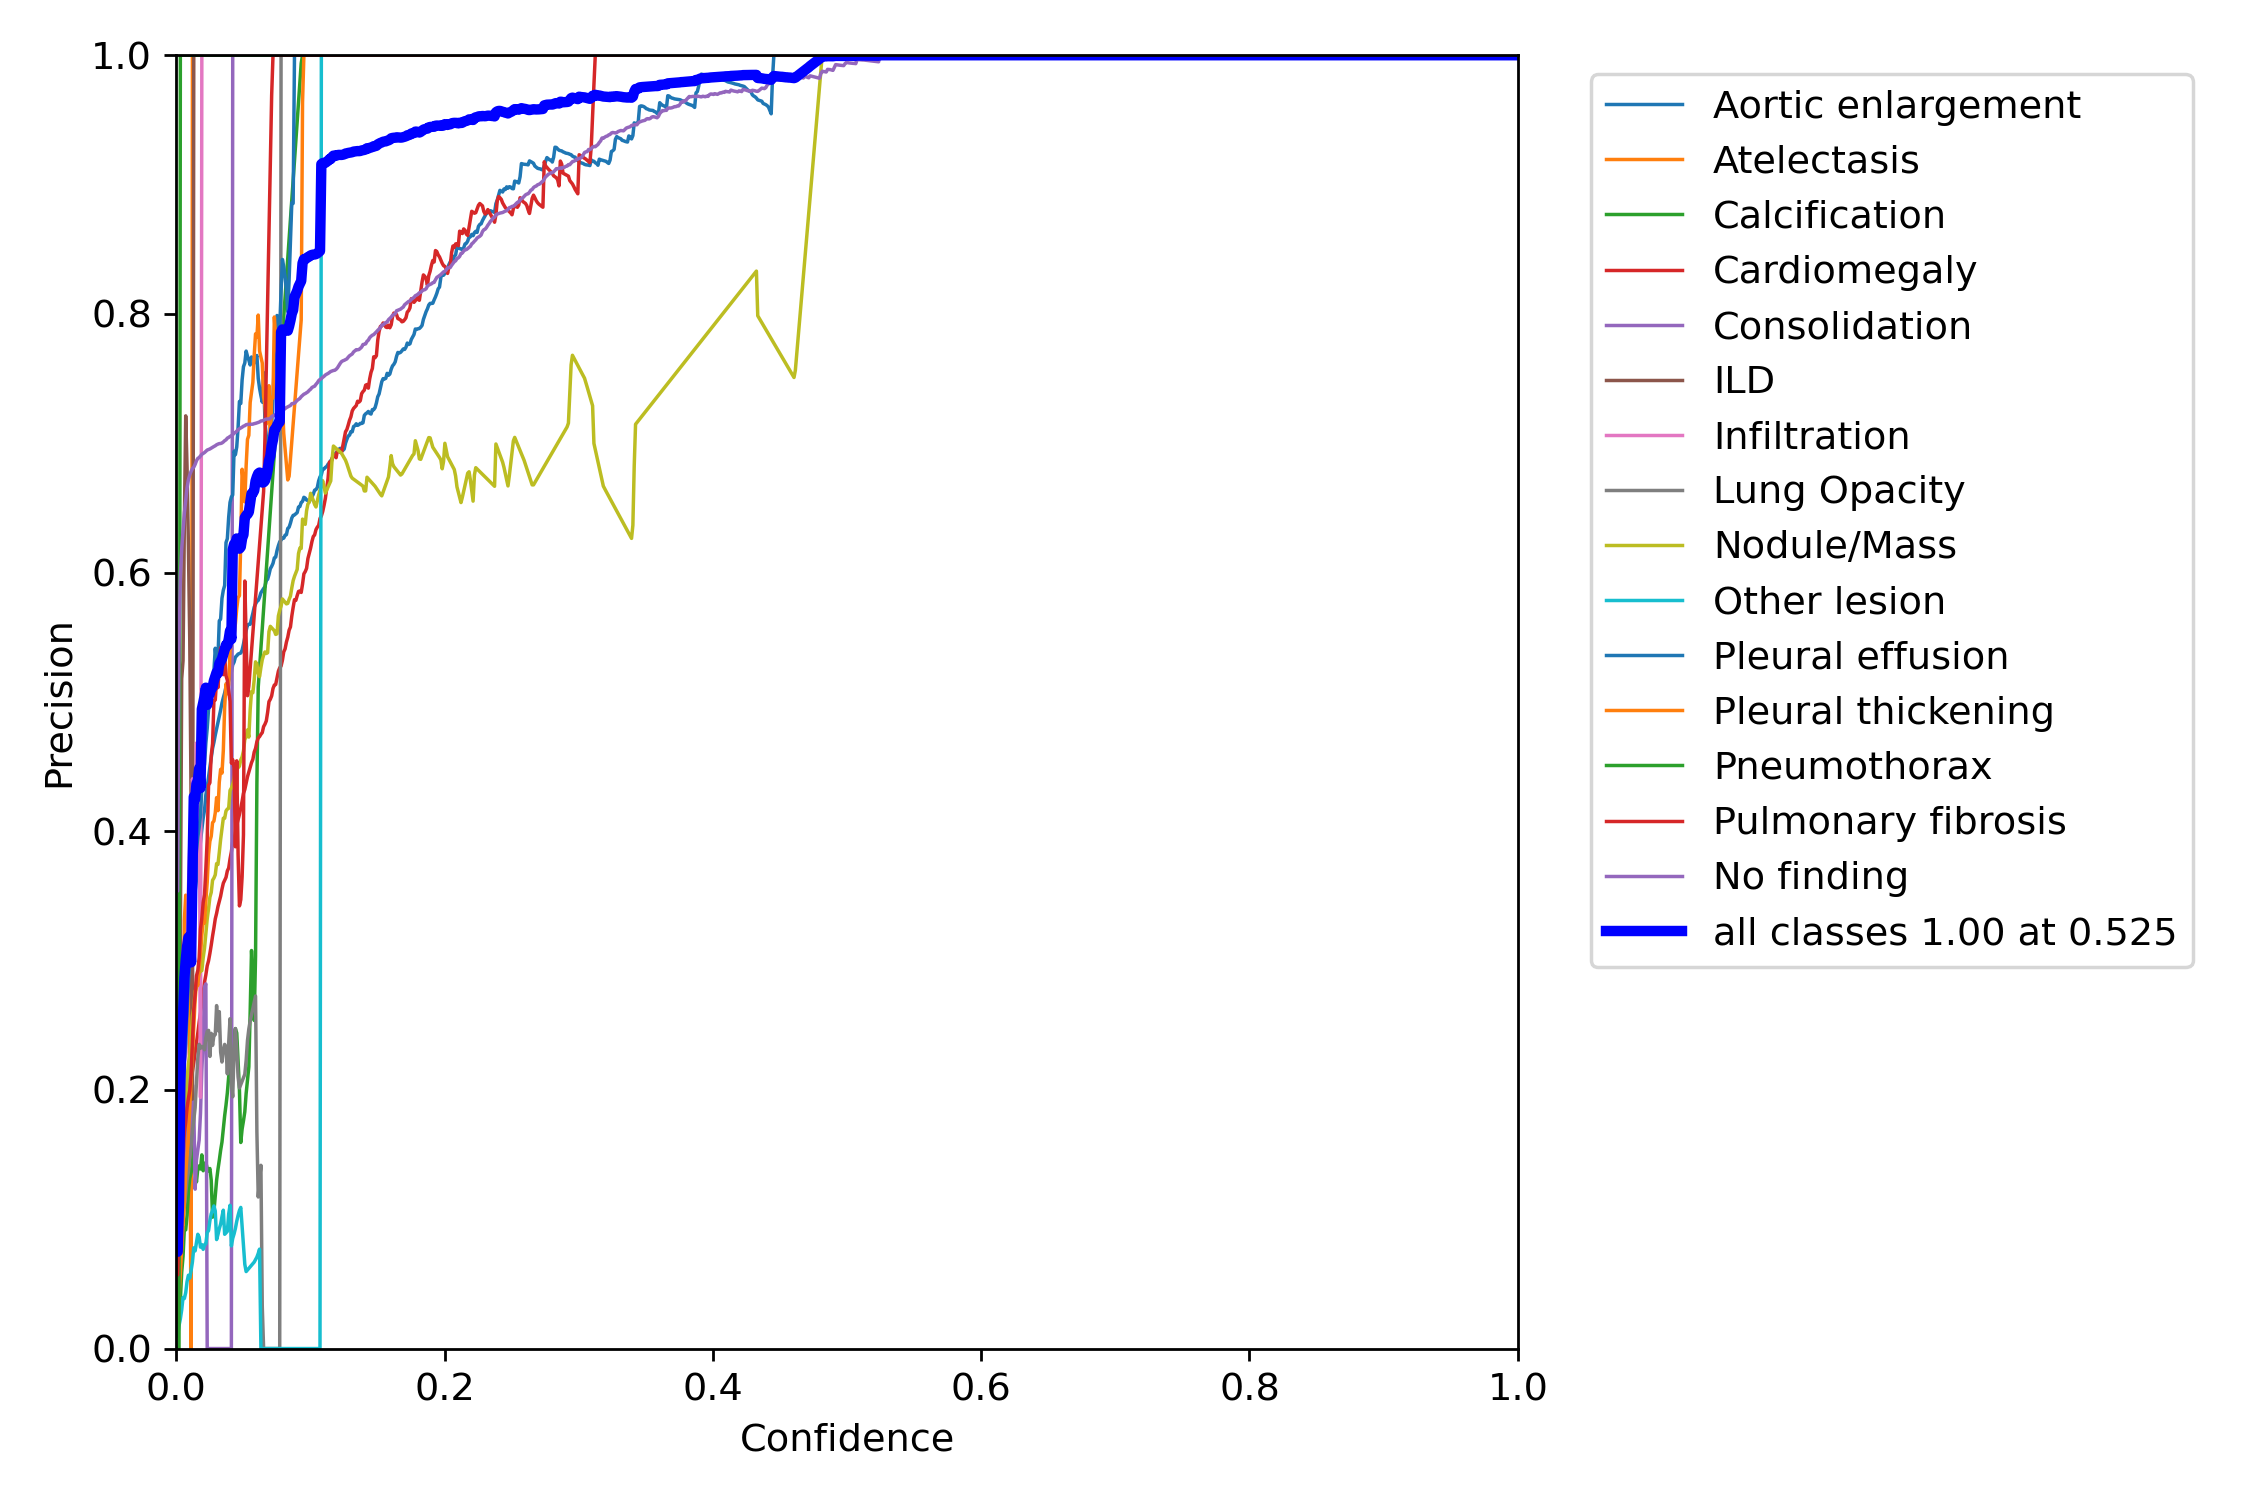 1.0
0.8
0.6
0.4
0.2
0.0
Precision
0.0 0.2 0.4 0.6 0.8 1.0
Confidence
Aortic enlargement
Atelectasis
Calcification
Cardiomegaly
Consolidation
ILD
Infiltration
Lung Opacity
Nodule/Mass
Other lesion
Pleural effusion
Pleural thickening
Pneumothorax
Pulmonary fibrosis
No finding
all classes 1.00 at 0.525